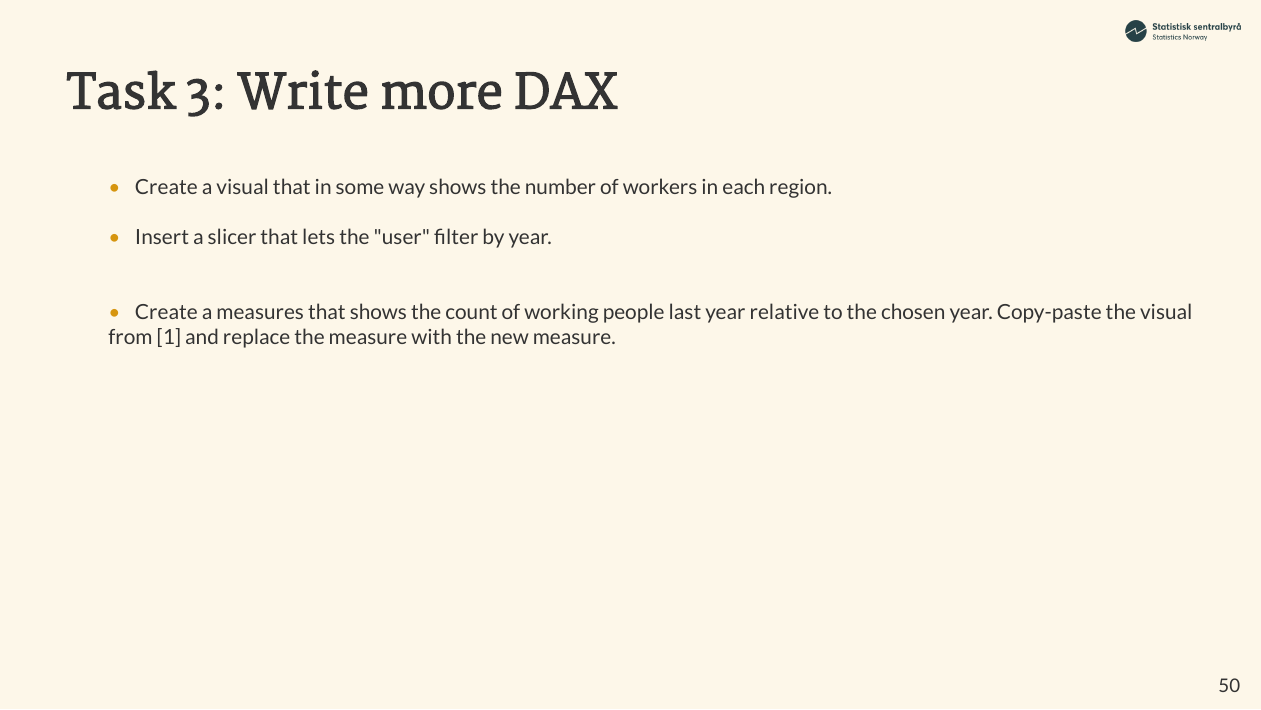 Statistisk sentralbyrå
Statistics Norway
Task 3: Write more DAX
• Create a visual that in some way shows the number of workers in each region.
• Insert a slicer that lets the "user" filter by year.
• Create a measures that shows the count of working people last year relative to the chosen year. Copy-paste the visual
from [1] and replace the measure with the new measure.
50